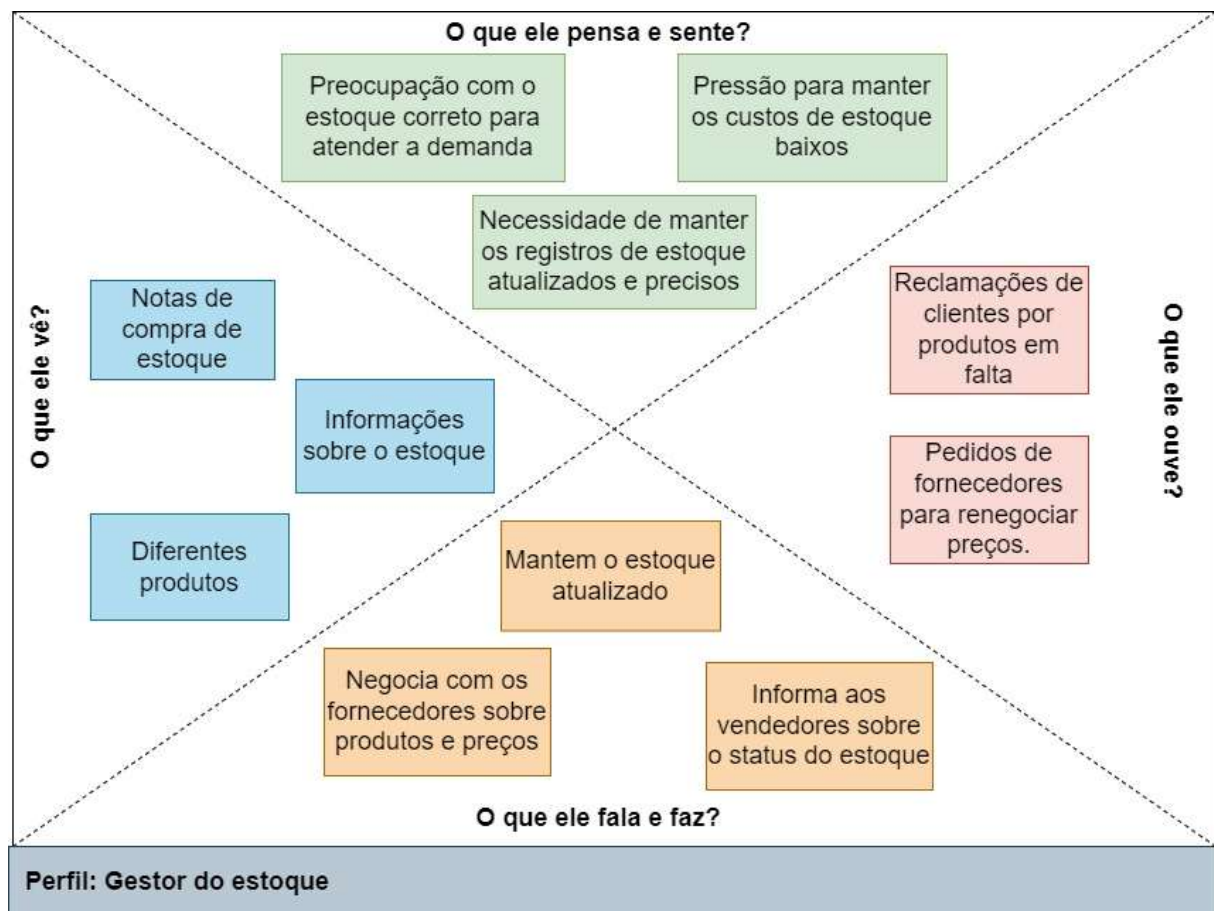 O que ele pensa e sente?
Preocupação com o
estoque correto para
atender a demanda
Pressão para manter
os custos de estoque
baixos
Necessidade de manter
os registros de estoque
atualizados e precisos
O que ele vê?
Notas de
compra de
estoque
Informações
sobre o estoque
Diferentes
produtos
O que ele ouve?
Reclamações de
clientes por
produtos em
falta
Pedidos de
fornecedores
para renegociar
preços.
Mantem o estoque
atualizado
Negocia com os
fornecedores sobre
produtos e preços
Informa aos
vendedores sobre
o status do estoque
O que ele fala e faz?
Perfil: Gestor do estoque